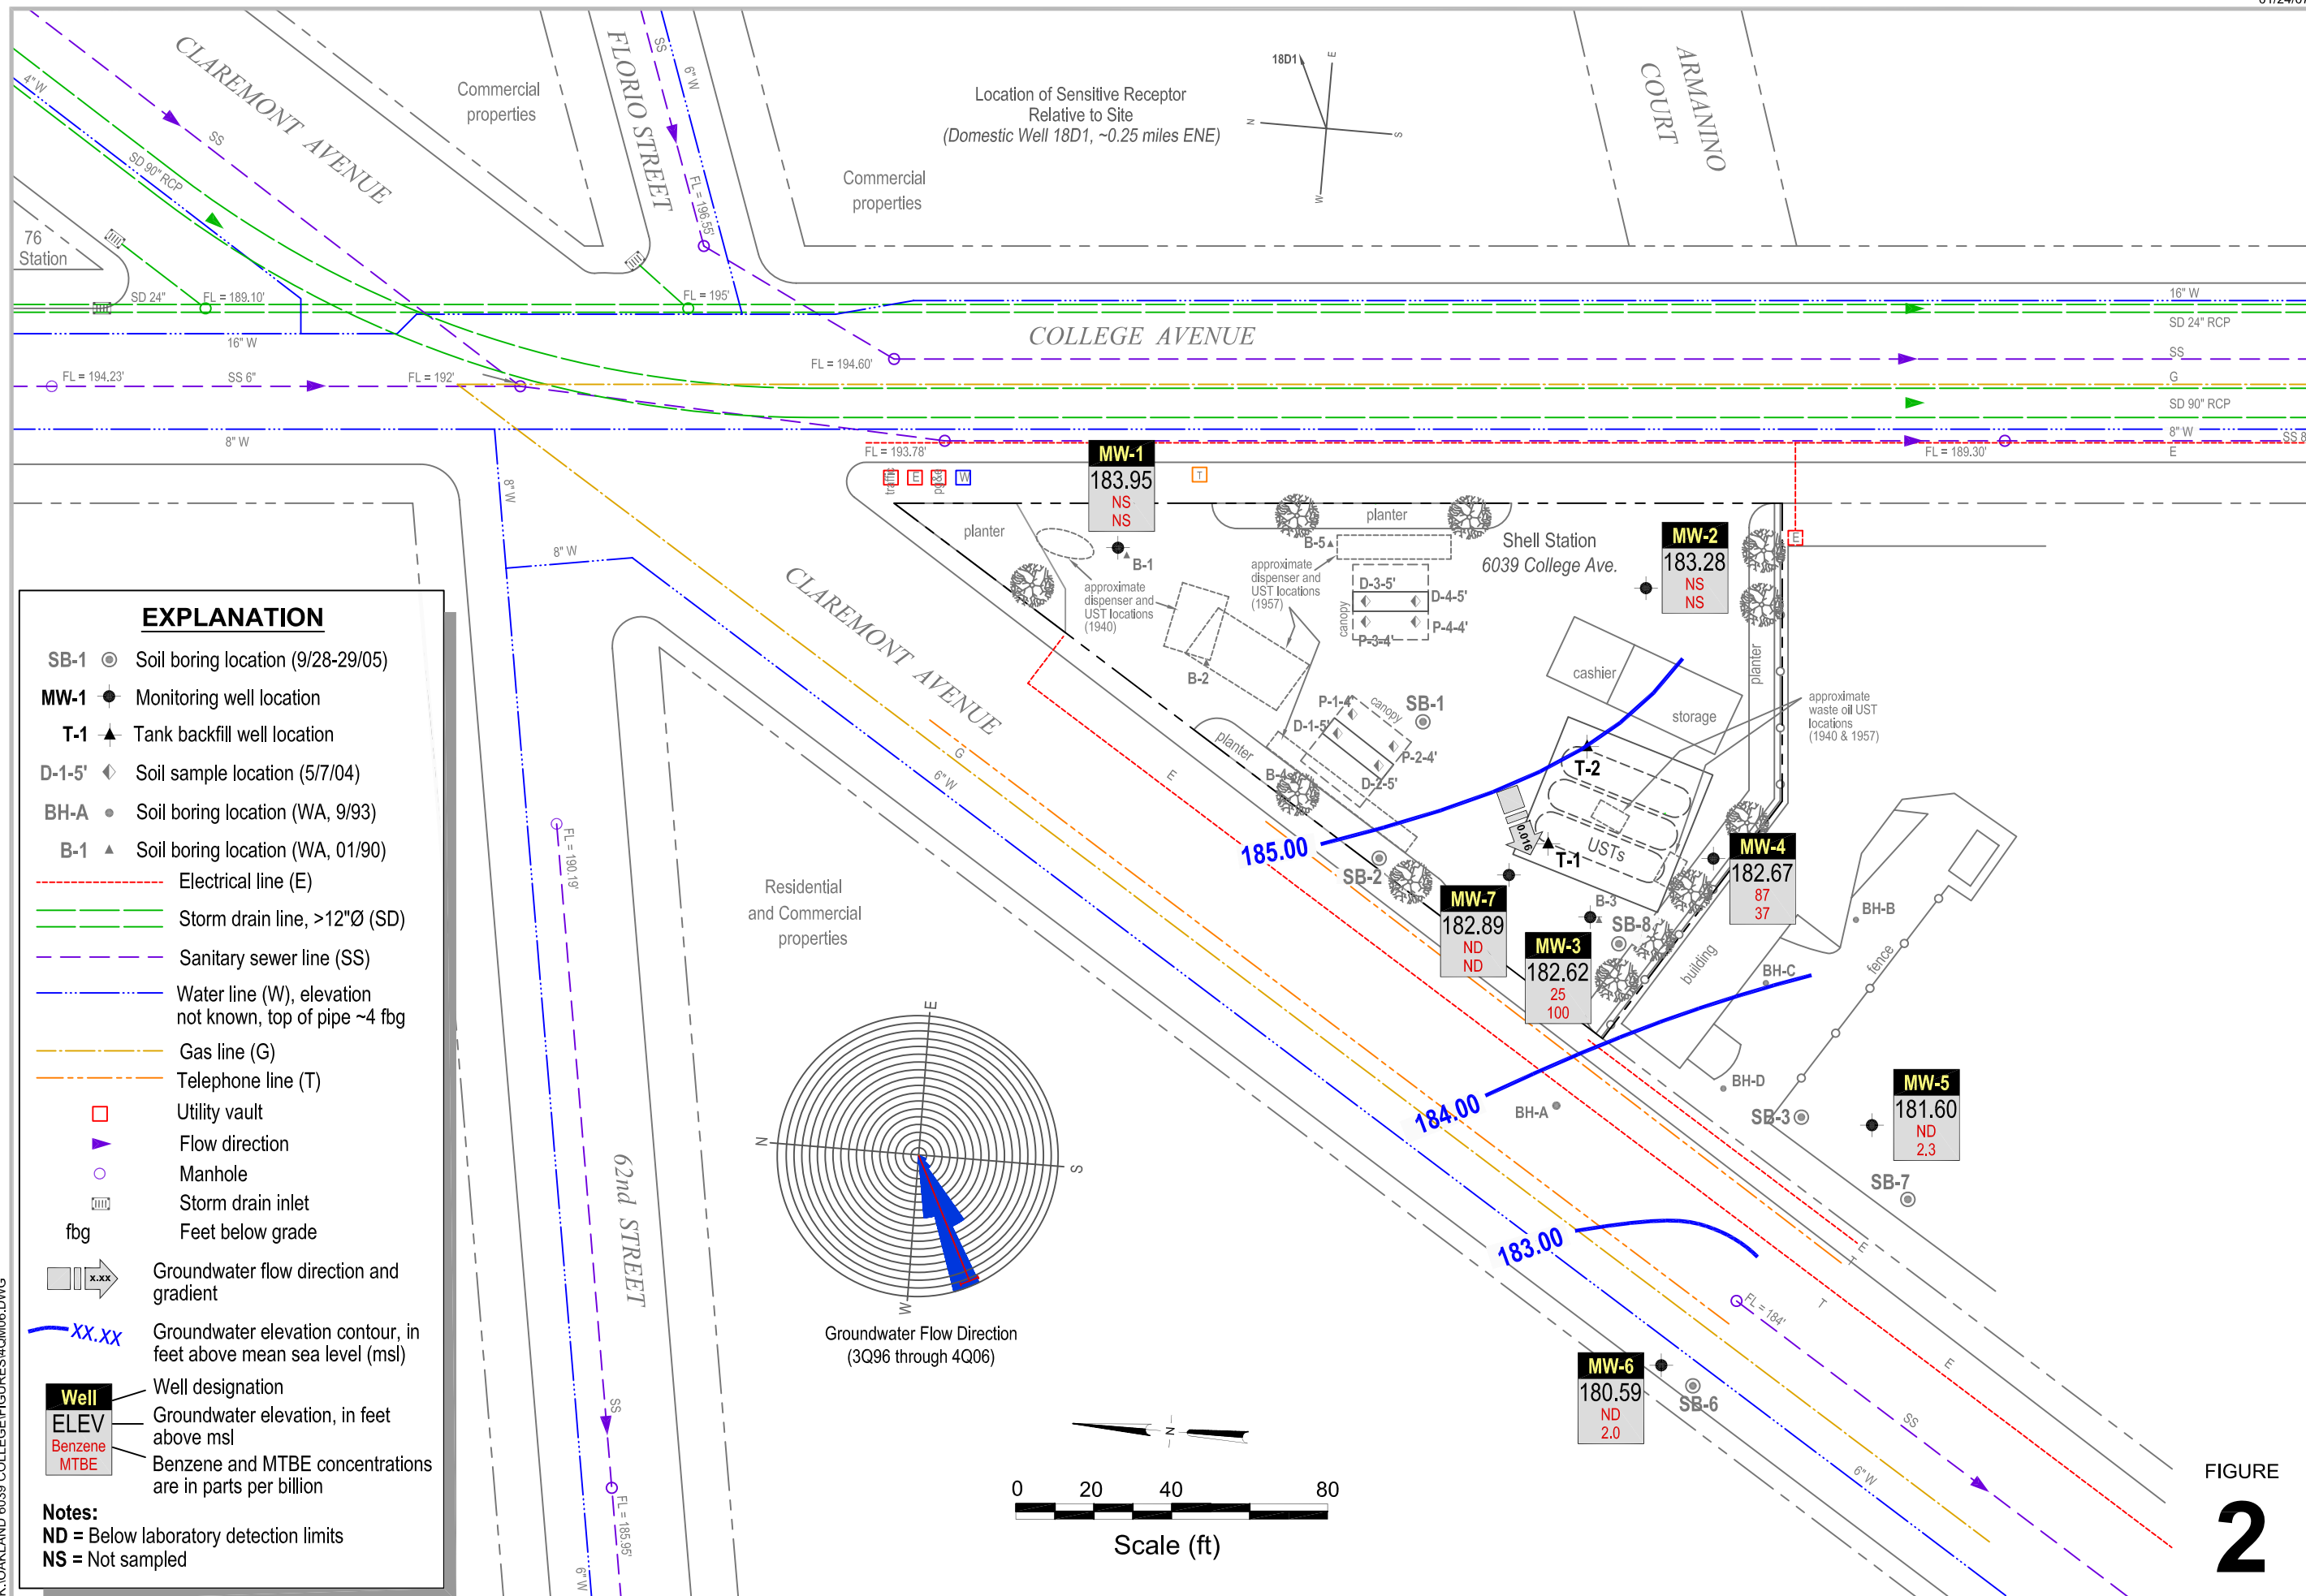 CLAREMONT AVENUE
4" W
SS
SD 90" RCP
76
Station
SD 24"
FL = 189.10'
16" W
FL = 194.23'
SS 6"
FL = 192'
8" W
Commercial
properties
FLORIO STREET
SS
6" W
FL = 196.55'
FL = 195'
FL = 194.60'
Commercial
properties
Location of Sensitive Receptor
Relative to Site
(Domestic Well 18D1, ~0.25 miles ENE)
18D1
E
N
S
W
ARMANINO
COURT
COLLEGE AVENUE
16" W
SD 24" RCP
SS
G
SD 90" RCP
8" W
SS 8
E
FL = 193.78'
FL = 189.30'
traffic
E
pg&e
W
T
E
MW-1
183.95
NS
NS
planter
B-1
approximate
dispenser and
UST locations
(1940)
B-2
B-5
approximate
dispenser and
UST locations
(1957)
planter
D-3-5'
D-4-5'
canopy
P-3-4'
P-4-4'
Shell Station
6039 College Ave.
MW-2
183.28
NS
NS
planter
cashier
storage
approximate
waste oil UST
locations
(1940 & 1957)
P-1-4'
canopy
SB-1
D-1-5'
P-2-4'
D-2-5'
planter
T-2
T-1
USTs
0.016
185.00
SB-2
MW-7
182.89
ND
ND
B-3
SB-8
MW-3
182.62
25
100
MW-4
182.67
87
37
BH-B
BH-C
building
fence
BH-D
BH-A
184.00
SB-3
MW-5
181.60
ND
2.3
SB-7
183.00
E
T
T
E
FL = 184'
SS
6" W
MW-6
180.59
ND
2.0
SB-6
8" W
8" W
CLAREMONT AVENUE
G
6"W
E
Residential
and Commercial
properties
FL = 190.19'
62nd STREET
SS
FL = 185.95'
6" W
E
N
S
W
Groundwater Flow Direction
(3Q96 through 4Q06)
N
0 20 40 80
Scale (ft)
EXPLANATION
SB-1 Soil boring location (9/28-29/05)
MW-1 Monitoring well location
T-1 Tank backfill well location
D-1-5' Soil sample location (5/7/04)
BH-A Soil boring location (WA, 9/93)
B-1 Soil boring location (WA, 01/90)
Electrical line (E)
Storm drain line, >12"Ø (SD)
Sanitary sewer line (SS)
Water line (W), elevation
not known, top of pipe ~4 fbg
Gas line (G)
Telephone line (T)
Utility vault
Flow direction
Manhole
Storm drain inlet
fbg Feet below grade
x.xx Groundwater flow direction and
gradient
XX.XX Groundwater elevation contour, in
feet above mean sea level (msl)
Well Well designation
ELEV Groundwater elevation, in feet
above msl
Benzene
MTBE
Benzene and MTBE concentrations
are in parts per billion
Notes:
ND = Below laboratory detection limits
NS = Not sampled
FIGURE
2